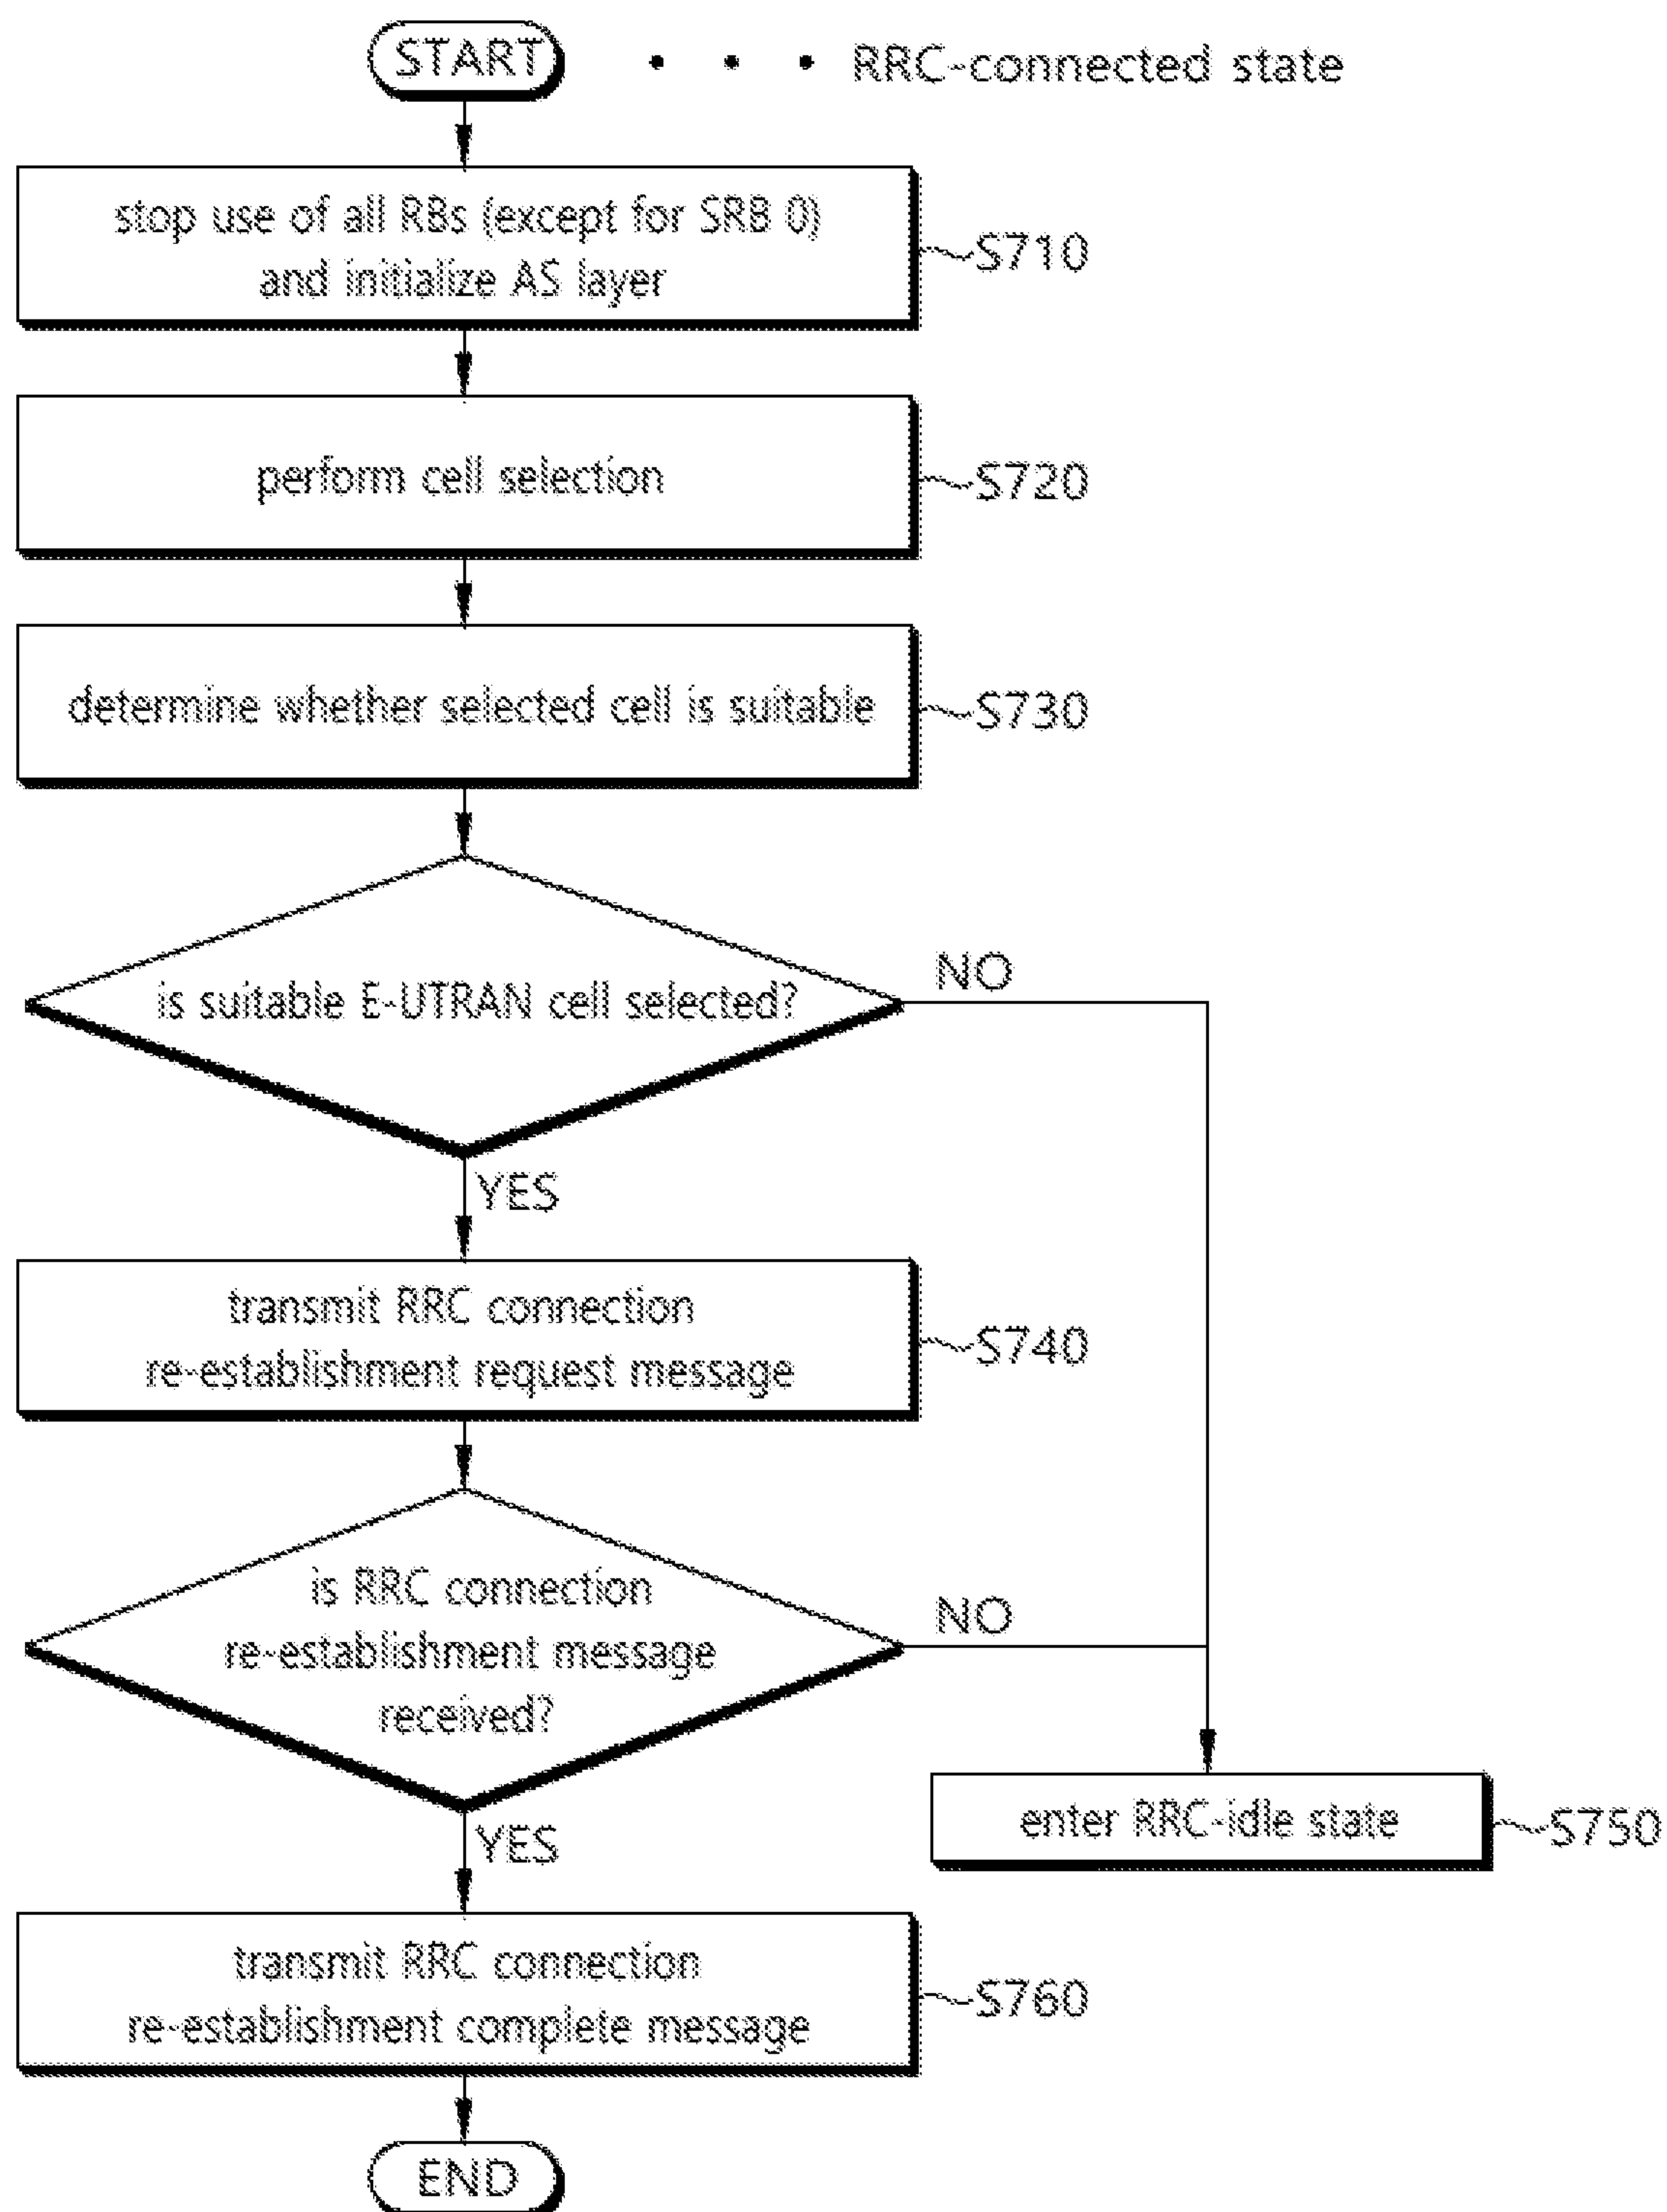 START
• • • RRC-connected state
stop use of all RBs (except for SRB 0)
and initialize AS layer
S710
perform cell selection
S720
determine whether selected cell is suitable
S730
is suitable E-UTRAN cell selected?
NO
YES
transmit RRC connection
re-establishment request message
S740
is RRC connection
re-establishment message
received?
NO
YES
enter RRC-idle state
S750
transmit RRC connection
re-establishment complete message
S760
END